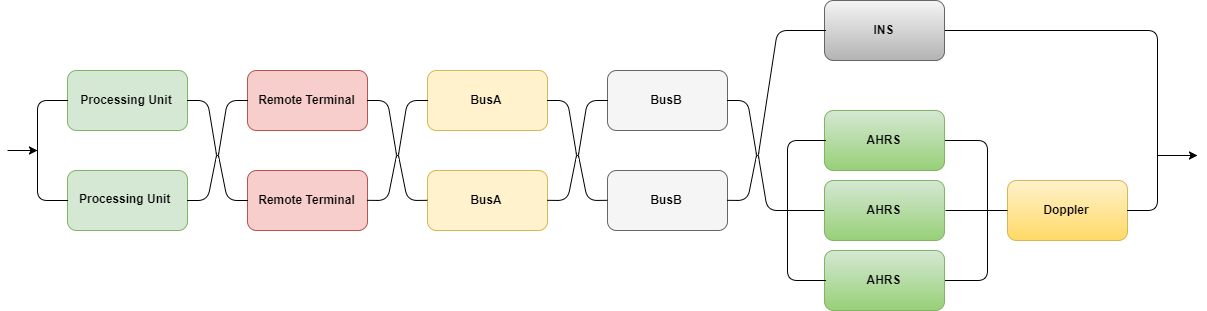 INS
Processing Unit
Remote Terminal
BusA
BusB
AHRS
Processing Unit
Remote Terminal
BusA
BusB
AHRS
Doppler
AHRS